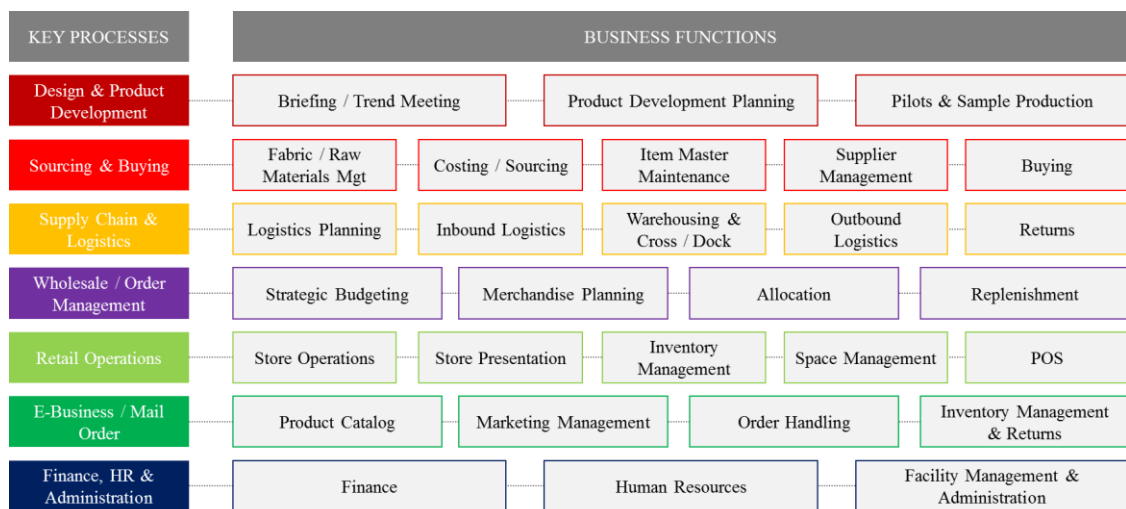 KEY PROCESSES
BUSINESS FUNCTIONS
Design & Product
Development
Briefing / Trend Meeting
Product Development Planning
Pilots & Sample Production
Sourcing & Buying
Fabric / Raw
Materials Mgt
Costing / Sourcing
Item Master
Maintenance
Supplier
Management
Buying
Supply Chain &
Logistics
Logistics Planning
Inbound Logistics
Warehousing &
Cross / Dock
Outbound
Logistics
Returns
Wholesale / Order
Management
Strategic Budgeting
Merchandise Planning
Allocation
Replenishment
Retail Operations
Store Operations
Store Presentation
Inventory
Management
Space Management
POS
E-Business / Mail
Order
Product Catalog
Marketing Management
Order Handling
Inventory Management
& Returns
Finance, HR &
Administration
Finance
Human Resources
Facility Management &
Administration